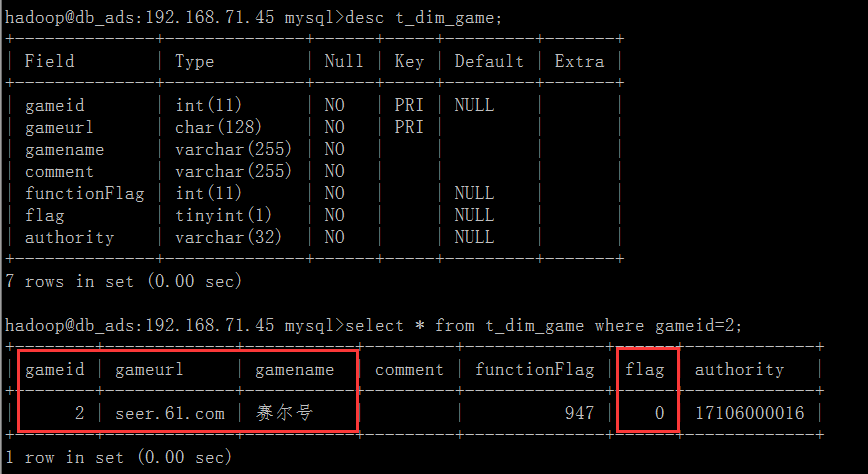 hadoop@db_ads:192.168.71.45 mysql>desc t_dim_game;
+--------------+--------------+------+-----+---------+-------+
| Field        | Type         | Null | Key | Default | Extra |
+--------------+--------------+------+-----+---------+-------+
| gameid       | int(11)      | NO   | PRI | NULL    |       |
| gameurl      | char(128)    | NO   | PRI |         |       |
| gamename     | varchar(255) | NO   |     |         |       |
| comment      | varchar(255) | NO   |     |         |       |
| functionFlag | int(11)      | NO   |     | NULL    |       |
| flag         | tinyint(1)   | NO   |     | NULL    |       |
| authority    | varchar(32)  | NO   |     | NULL    |       |
+--------------+--------------+------+-----+---------+-------+
7 rows in set (0.00 sec)
hadoop@db_ads:192.168.71.45 mysql>select * from t_dim_game where gameid=2;
+--------+-------------+-----------+---------+--------------+------+-------------+
| gameid | gameurl     | gamename  | comment | functionFlag | flag | authority   |
+--------+-------------+-----------+---------+--------------+------+-------------+
|      2 | seer.61.com | 赛尔号 |         |          947 |    0 | 17106000016 |
+--------+-------------+-----------+---------+--------------+------+-------------+
1 row in set (0.00 sec)